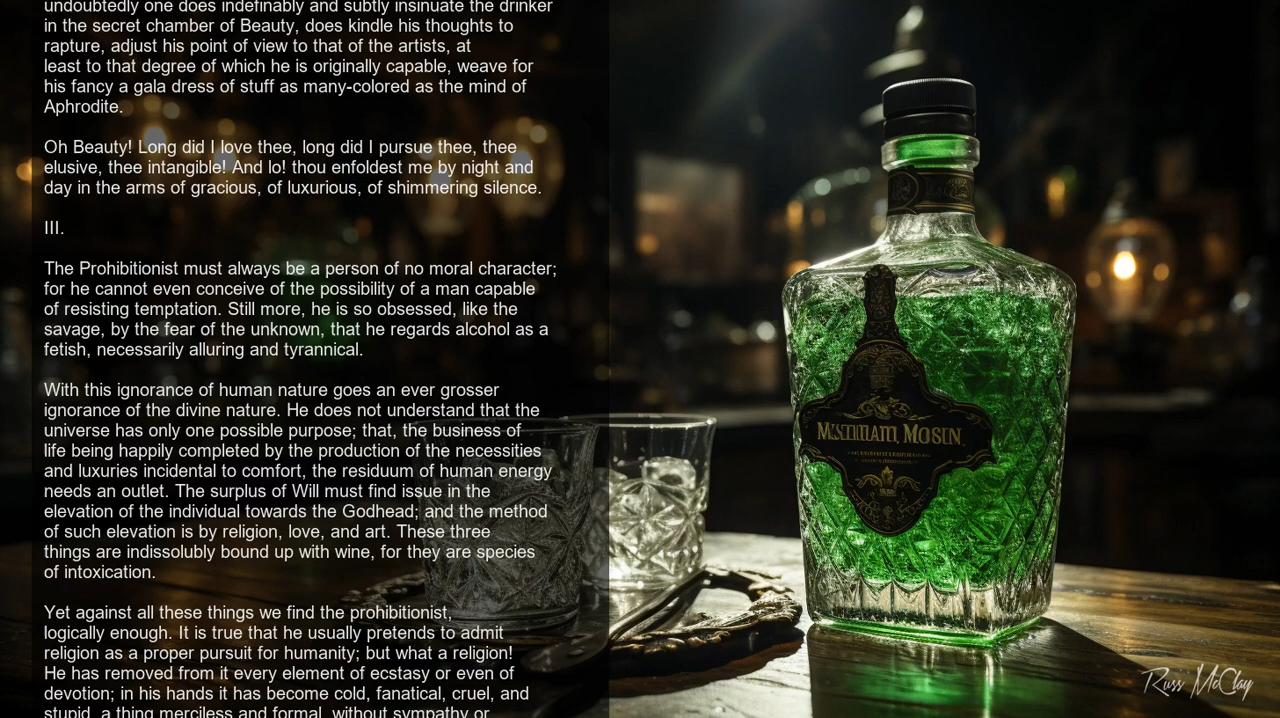 undoubtedly one does indefinably and subtly insinuate the drinker
in the secret chamber of Beauty, does kindle his thoughts to
rapture, adjust his point of view to that of the artists, at
least to that degree of which he is originally capable, weave for
his fancy a gala dress of stuff as many-colored as the mind of
Aphrodite.
Oh Beauty! Long did I love thee, long did I pursue thee, thee
elusive, thee intangible! And lo! thou enfoldest me by night and
day in the arms of gracious, of luxurious, of shimmering silence.
III.
The Prohibitionist must always be a person of no moral character;
for he cannot even conceive of the possibility of a man capable
of resisting temptation. Still more, he is so obsessed, like the
savage, by the fear of the unknown, that he regards alcohol as a
fetish, necessarily alluring and tyrannical.
With this ignorance of human nature goes an ever grosser
ignorance of the divine nature. He does not understand that the
universe has only one possible purpose; that, the business of
life being happily completed by the production of the necessities
and luxuries incidental to comfort, the residuum of human energy
needs an outlet. The surplus of Will must find issue in the
elevation of the individual towards the Godhead; and the method
of such elevation is by religion, love, and art. These three
things are indissolubly bound up with wine, for they are species
of intoxication.
Yet against all these things we find the prohibitionist,
logically enough. It is true that he usually pretends to admit
religion as a proper pursuit for humanity; but what a religion!
He has removed from it every element of ecstasy or even of
devotion; in his hands it has become cold, fanatical, cruel, and
stupid, a thing merciless and formal, without sympathy or
Russ McClay